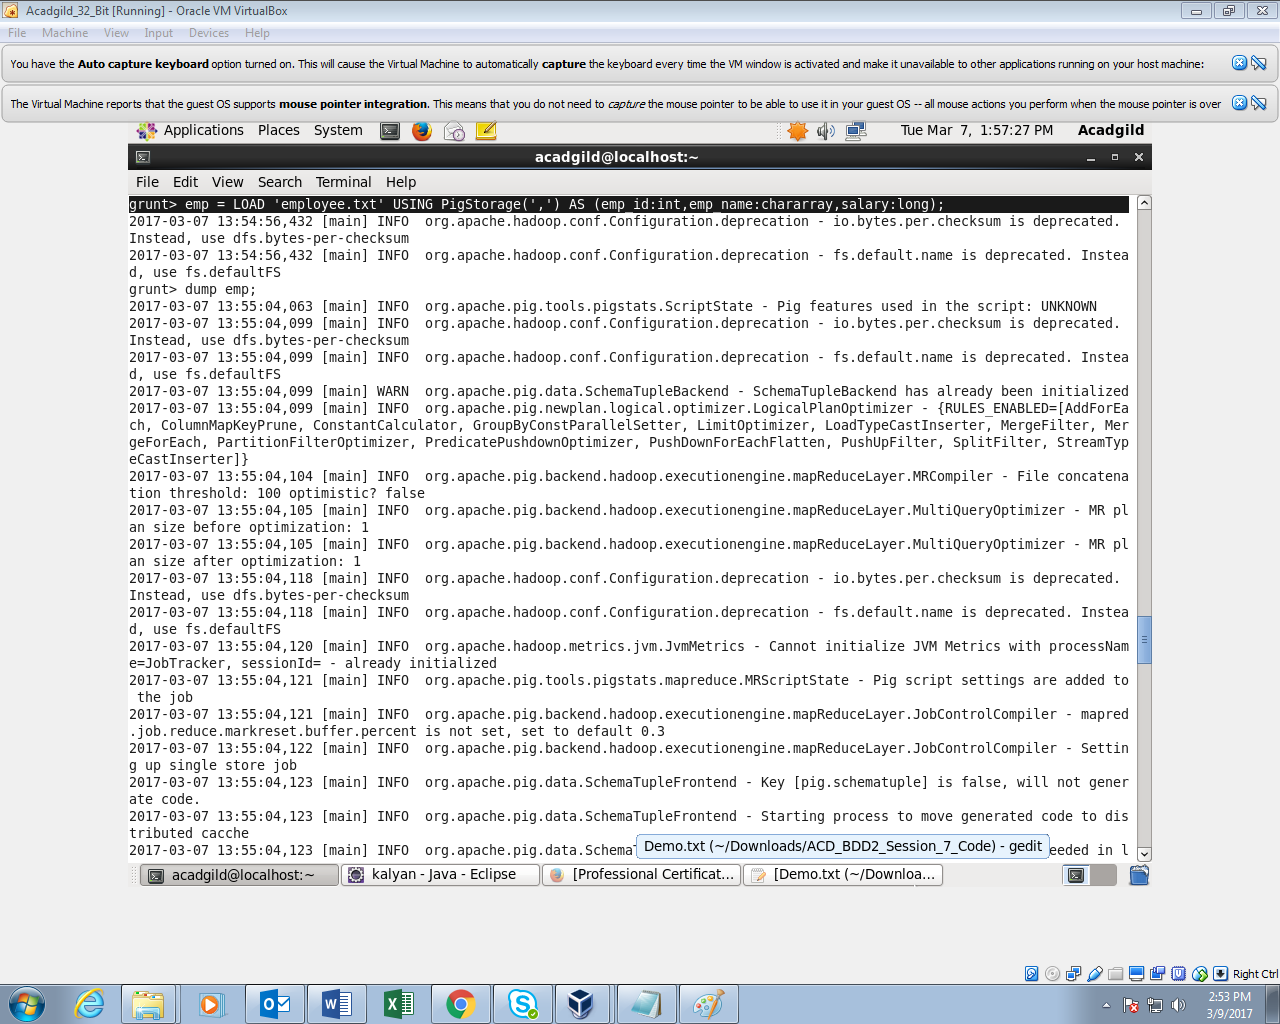 Acadgild_32_Bit [Running] - Oracle VM VirtualBox
File Machine View Input Devices Help
You have the Auto capture keyboard option turned on. This will cause the Virtual Machine to automatically capture the keyboard every time the VM window is activated and make it unavailable to other applications running on your host machine:
The Virtual Machine reports that the guest OS supports mouse pointer integration. This means that you do not need to capture the mouse pointer to be able to use it in your guest OS -- all mouse actions you perform when the mouse pointer is over
Applications Places System Tue Mar 7, 1:57:27 PM Acadgild
acadgild@localhost:~
File Edit View Search Terminal Help
grunt> emp = LOAD 'employee.txt' USING PigStorage(',') AS (emp_id:int,emp_name:chararray,salary:long);
2017-03-07 13:54:56,432 [main] INFO  org.apache.hadoop.conf.Configuration.deprecation - io.bytes.per.checksum is deprecated.
Instead, use dfs.bytes-per-checksum
2017-03-07 13:54:56,432 [main] INFO  org.apache.hadoop.conf.Configuration.deprecation - fs.default.name is deprecated. Instea
d, use fs.defaultFS
grunt> dump emp;
2017-03-07 13:55:04,063 [main] INFO  org.apache.pig.tools.pigstats.ScriptState - Pig features used in the script: UNKNOWN
2017-03-07 13:55:04,099 [main] INFO  org.apache.hadoop.conf.Configuration.deprecation - io.bytes.per.checksum is deprecated.
Instead, use dfs.bytes-per-checksum
2017-03-07 13:55:04,099 [main] INFO  org.apache.hadoop.conf.Configuration.deprecation - fs.default.name is deprecated. Instea
d, use fs.defaultFS
2017-03-07 13:55:04,099 [main] WARN  org.apache.pig.data.SchemaTupleBackend - SchemaTupleBackend has already been initialized
2017-03-07 13:55:04,099 [main] INFO  org.apache.pig.newplan.logical.optimizer.LogicalPlanOptimizer - {RULES_ENABLED=[AddForEa
ch, ColumnMapKeyPrune, ConstantCalculator, GroupByConstParallelSetter, LimitOptimizer, LoadTypeCastInserter, MergeFilter, Mer
geForEach, PartitionFilterOptimizer, PredicatePushdownOptimizer, PushDownForEachFlatten, PushUpFilter, SplitFilter, StreamTyp
eCastInserter]}
2017-03-07 13:55:04,104 [main] INFO  org.apache.pig.backend.hadoop.executionengine.mapReduceLayer.MRCompiler - File concatena
tion threshold: 100 optimistic? false
2017-03-07 13:55:04,105 [main] INFO  org.apache.pig.backend.hadoop.executionengine.mapReduceLayer.MultiQueryOptimizer - MR pl
an size before optimization: 1
2017-03-07 13:55:04,105 [main] INFO  org.apache.pig.backend.hadoop.executionengine.mapReduceLayer.MultiQueryOptimizer - MR pl
an size after optimization: 1
2017-03-07 13:55:04,118 [main] INFO  org.apache.hadoop.conf.Configuration.deprecation - io.bytes.per.checksum is deprecated.
Instead, use dfs.bytes-per-checksum
2017-03-07 13:55:04,118 [main] INFO  org.apache.hadoop.conf.Configuration.deprecation - fs.default.name is deprecated. Instea
d, use fs.defaultFS
2017-03-07 13:55:04,120 [main] INFO  org.apache.hadoop.metrics.jvm.JvmMetrics - Cannot initialize JVM Metrics with processNam
e=JobTracker, sessionId= - already initialized
2017-03-07 13:55:04,121 [main] INFO  org.apache.pig.tools.pigstats.mapreduce.MRScriptState - Pig script settings are added to
the job
2017-03-07 13:55:04,121 [main] INFO  org.apache.pig.backend.hadoop.executionengine.mapReduceLayer.JobControlCompiler - mapred
.job.reduce.markreset.buffer.percent is not set, set to default 0.3
2017-03-07 13:55:04,122 [main] INFO  org.apache.pig.backend.hadoop.executionengine.mapReduceLayer.JobControlCompiler - Settin
g up single store job
2017-03-07 13:55:04,123 [main] INFO  org.apache.pig.data.SchemaTupleFrontend - Key [pig.schematuple] is false, will not gener
ate code.
2017-03-07 13:55:04,123 [main] INFO  org.apache.pig.data.SchemaTupleFrontend - Starting process to move generated code to dis
tributed cacche
2017-03-07 13:55:04,123 [main] INFO  org.apache.pig.data.Schema eeded in l
Demo.txt (~/Downloads/ACD_BDD2_Session_7_Code) - gedit
acadgild@localhost:~ kalyan - Java - Eclipse [Professional Certificat... [Demo.txt (~/Downloa...
Right Ctrl
2:53 PM
3/9/2017